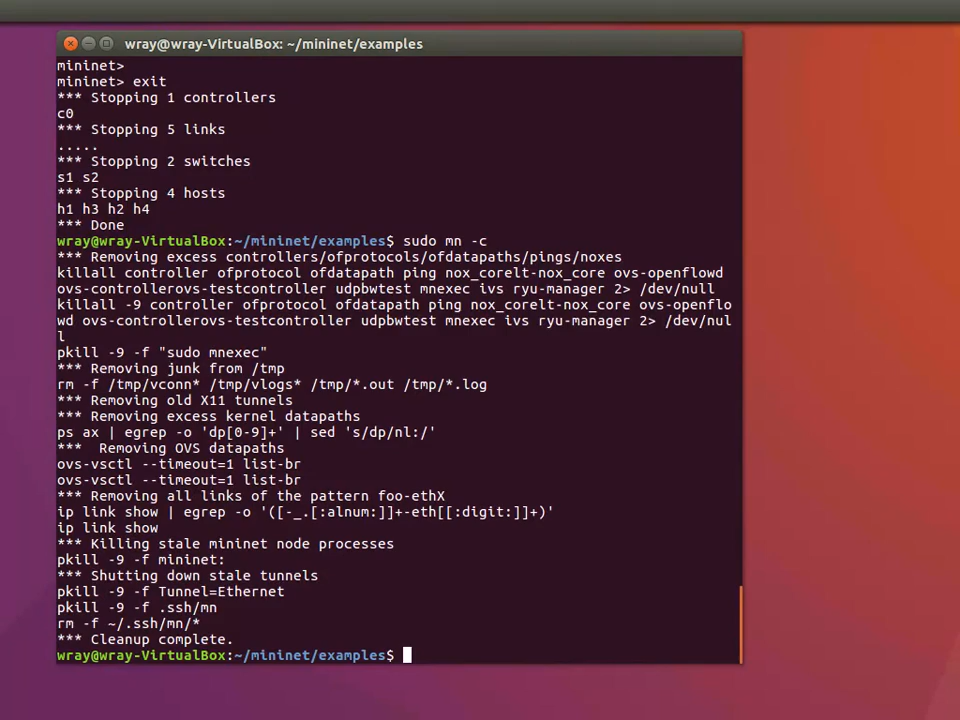 wray@wray-VirtualBox: ~/mininet/examples
mininet>
mininet> exit
*** Stopping 1 controllers
c0
*** Stopping 5 links
.....
*** Stopping 2 switches
s1 s2
*** Stopping 4 hosts
h1 h3 h2 h4
*** Done
wray@wray-VirtualBox:~/mininet/examples$ sudo mn -c
*** Removing excess controllers/ofprotocols/ofdatapaths/pings/noxes
killall controller ofprotocol ofdatapath ping nox_corelt-nox_core ovs-openflowd
ovs-controllerovs-testcontroller udpbwtest mnexec ivs ryu-manager 2> /dev/null
killall -9 controller ofprotocol ofdatapath ping nox_corelt-nox_core ovs-openflo
wd ovs-controllerovs-testcontroller udpbwtest mnexec ivs ryu-manager 2> /dev/nul
l
pkill -9 -f "sudo mnexec"
*** Removing junk from /tmp
rm -f /tmp/vconn* /tmp/vlogs* /tmp/*.out /tmp/*.log
*** Removing old X11 tunnels
*** Removing excess kernel datapaths
ps ax | egrep -o 'dp[0-9]+' | sed 's/dp/nl:/'
***  Removing OVS datapaths
ovs-vsctl --timeout=1 list-br
ovs-vsctl --timeout=1 list-br
*** Removing all links of the pattern foo-ethX
ip link show | egrep -o '([-_.[:alnum:]]+-eth[[:digit:]]+)'
ip link show
*** Killing stale mininet node processes
pkill -9 -f mininet:
*** Shutting down stale tunnels
pkill -9 -f Tunnel=Ethernet
pkill -9 -f .ssh/mn
rm -f ~/.ssh/mn/*
*** Cleanup complete.
wray@wray-VirtualBox:~/mininet/examples$